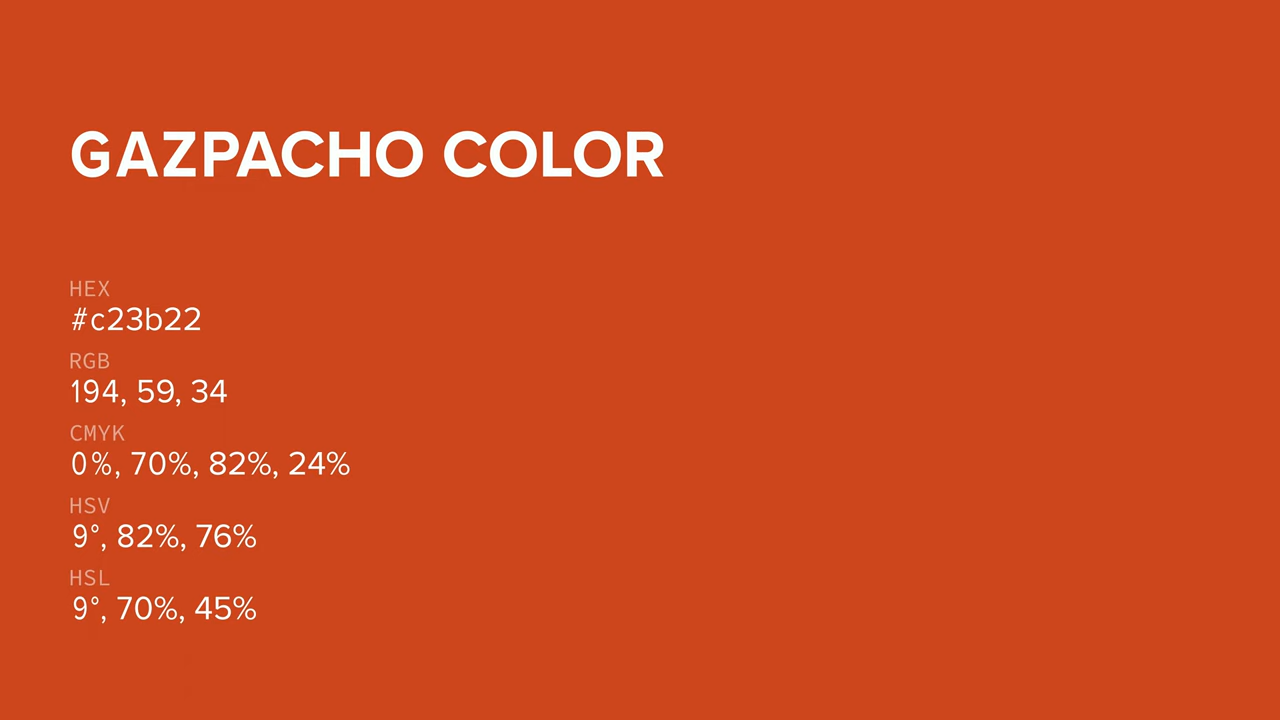 GAZPACHO COLOR
HEX
#c23b22
RGB
194, 59, 34
CMYK
0%, 70%, 82%, 24%
HSV
9°, 82%, 76%
HSL
9°, 70%, 45%